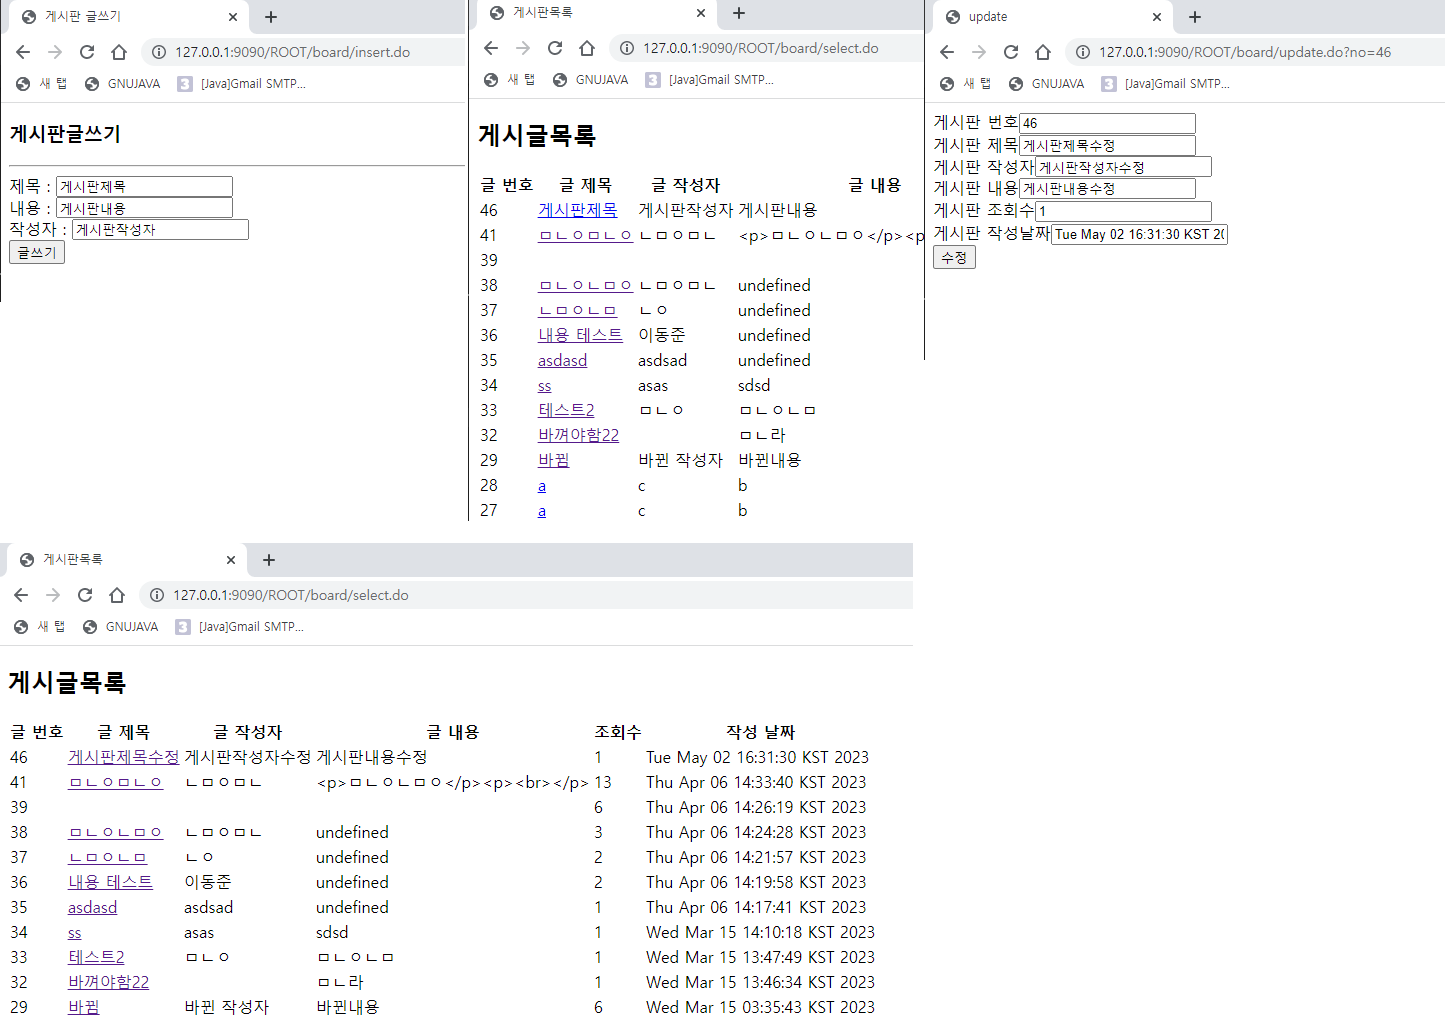 게시판 글쓰기
127.0.0.1:9090/ROOT/board/insert.do
새 탭 GNUJAVA [Java]Gmail SMTP...
게시판글쓰기
제목 : 게시판제목
내용 : 게시판내용
작성자 : 게시판작성자
글쓰기
게시판목록
127.0.0.1:9090/ROOT/board/select.do
새 탭 GNUJAVA 3 [Java]Gmail SMTP...
게시글목록
글 번호 글 제목 글 작성자 글 내용
46 게시판제목 게시판작성자 게시판내용
41 ㅁㄴㅇㅁㄴㅇ ㄴㅁㅇㅁㄴ <p>ㅁㄴㅇㄴㅁㅇ</p><p
39
38 ㅁㄴㅇㄴㅁㅇ ㄴㅁㅇㅁㄴ undefined
37 ㄴㅁㅇㄴㅁ ㄴㅇ undefined
36 내용 테스트 이동준 undefined
35 asdasd asdsad undefined
34 ss asas sdsd
33 테스트2 ㅁㄴㅇ ㅁㄴㅇㄴㅁ
32 바껴야함22 ㅁㄴ라
29 바뀜 바뀐 작성자 바뀐내용
28 a c b
27 a c b
update
127.0.0.1:9090/ROOT/board/update.do?no=46
새 탭 GNUJAVA 3 [Java]Gmail SMTP...
게시판 번호 46
게시판 제목 게시판제목수정
게시판 작성자 게시판작성자수정
게시판 내용 게시판내용수정
게시판 조회수 1
게시판 작성날짜 Tue May 02 16:31:30 KST 20
수정
게시판목록
127.0.0.1:9090/ROOT/board/select.do
새 탭 GNUJAVA 3 [Java]Gmail SMTP...
게시글목록
글 번호 글 제목 글 작성자 글 내용 조회수 작성 날짜
46 게시판제목수정 게시판작성자수정 게시판내용수정 1 Tue May 02 16:31:30 KST 2023
41 ㅁㄴㅇㅁㄴㅇ ㄴㅁㅇㅁㄴ <p>ㅁㄴㅇㄴㅁㅇ</p><p><br></p> 13 Thu Apr 06 14:33:40 KST 2023
39 6 Thu Apr 06 14:26:19 KST 2023
38 ㅁㄴㅇㄴㅁㅇ ㄴㅁㅇㅁㄴ undefined 3 Thu Apr 06 14:24:28 KST 2023
37 ㄴㅁㅇㄴㅁ ㄴㅇ undefined 2 Thu Apr 06 14:21:57 KST 2023
36 내용 테스트 이동준 undefined 2 Thu Apr 06 14:19:58 KST 2023
35 asdasd asdsad undefined 1 Thu Apr 06 14:17:41 KST 2023
34 ss asas sdsd 1 Wed Mar 15 14:10:18 KST 2023
33 테스트2 ㅁㄴㅇ ㅁㄴㅇㄴㅁ 1 Wed Mar 15 13:47:49 KST 2023
32 바껴야함22 ㅁㄴ라 1 Wed Mar 15 13:46:34 KST 2023
29 바뀜 바뀐 작성자 바뀐내용 6 Wed Mar 15 03:35:43 KST 2023